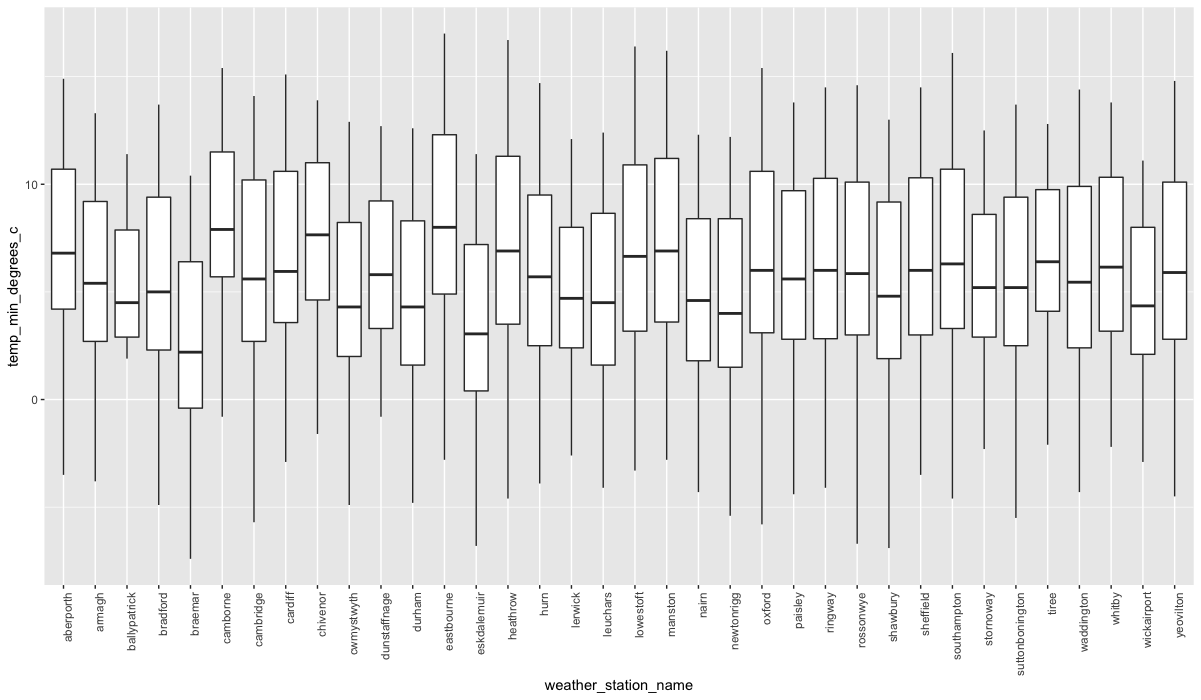 temp_min_degrees_c
10
0
aberporth
armagh
ballypatrick
bradford
braemar
camborne
cambridge
cardiff
chivenor
cwmystwyth
dunstaffnage
durham
eastbourne
eskdalemuir
heathrow
hurn
lerwick
leuchars
lowestoft
manston
nairn
newtonrigg
oxford
paisley
ringway
rossonwye
shawbury
sheffield
southampton
stornoway
suttonbonington
tiree
waddington
whitby
wickairport
yeovilton
weather_station_name